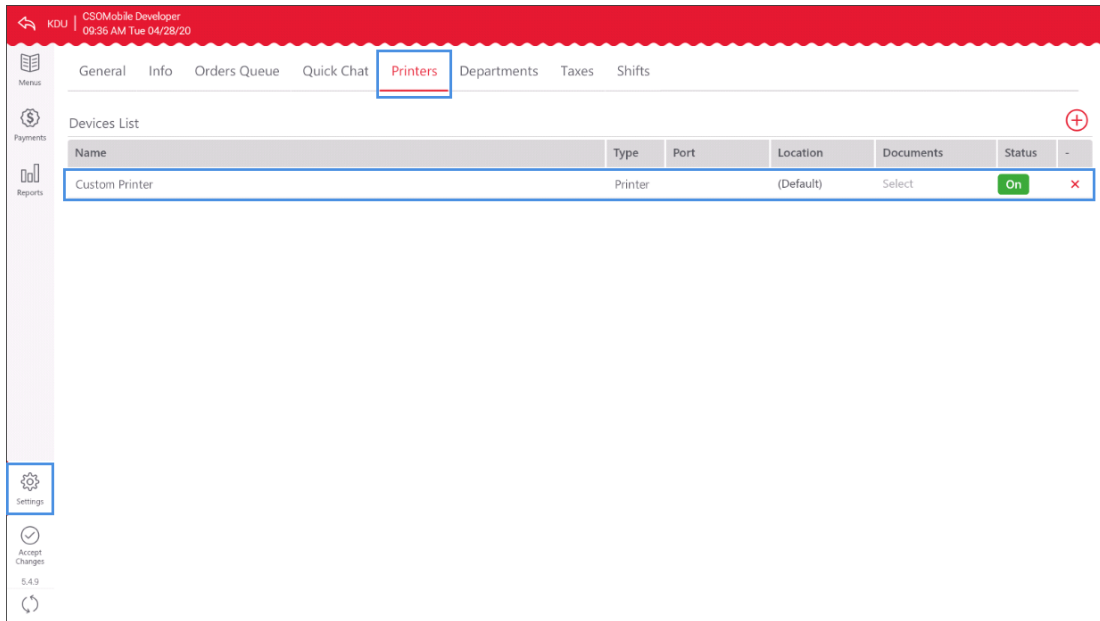 KDU
CSOMobile Developer
09:36 AM Tue 04/28/20
Menus
Payments
Reports
General Info Orders Queue Quick Chat Printers Departments Taxes Shifts
Devices List
Name Type Port Location Documents Status -
Custom Printer Printer (Default) Select On
Settings
Accept
Changes
5.4.9